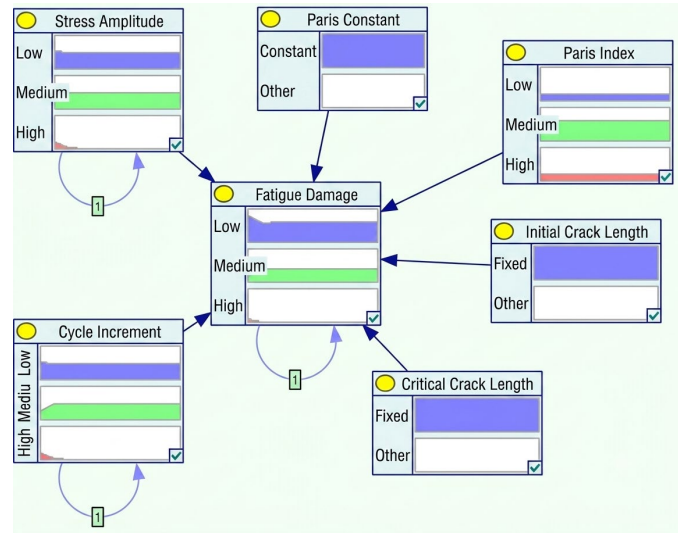 Stress Amplitude
Low
Medium
High
1
Paris Constant
Constant
Other
Paris Index
Low
Medium
High
Fatigue Damage
Low
Medium
High
1
Initial Crack Length
Fixed
Other
Cycle Increment
Low
Mediu
High
1
Critical Crack Length
Fixed
Other